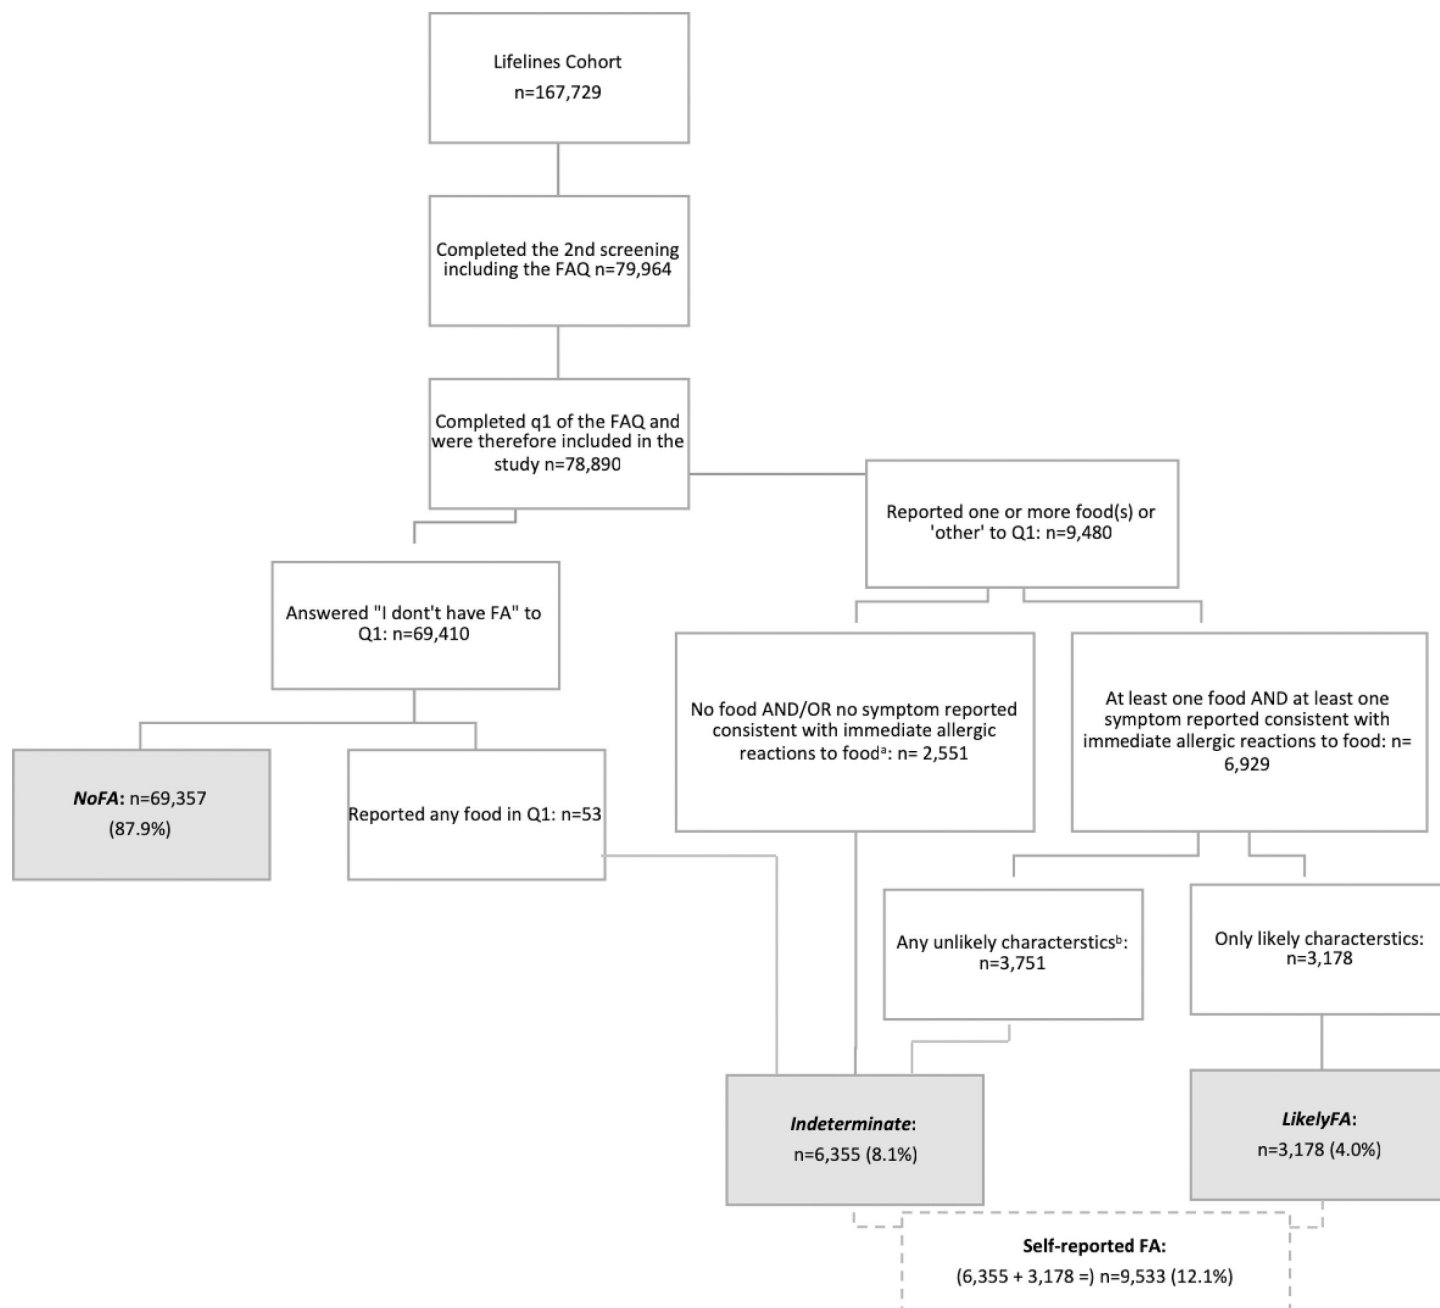 Lifelines Cohort
n=167,729
Completed the 2nd screening
including the FAQ n=79,964
Completed q1 of the FAQ and
were therefore included in the
study n=78,890
Reported one or more food(s) or
'other' to Q1: n=9,480
Answered "I dont't have FA" to
Q1: n=69,410
No food AND/OR no symptom reported
consistent with immediate allergic
reactions to foodᵃ: n= 2,551
At least one food AND at least one
symptom reported consistent with
immediate allergic reactions to food: n=
6,929
NoFA: n=69,357
(87.9%)
Reported any food in Q1: n=53
Any unlikely charactersticsᵇ:
n=3,751
Only likely characterstics:
n=3,178
Indeterminate:
n=6,355 (8.1%)
LikelyFA:
n=3,178 (4.0%)
Self-reported FA:
(6,355 + 3,178 =) n=9,533 (12.1%)